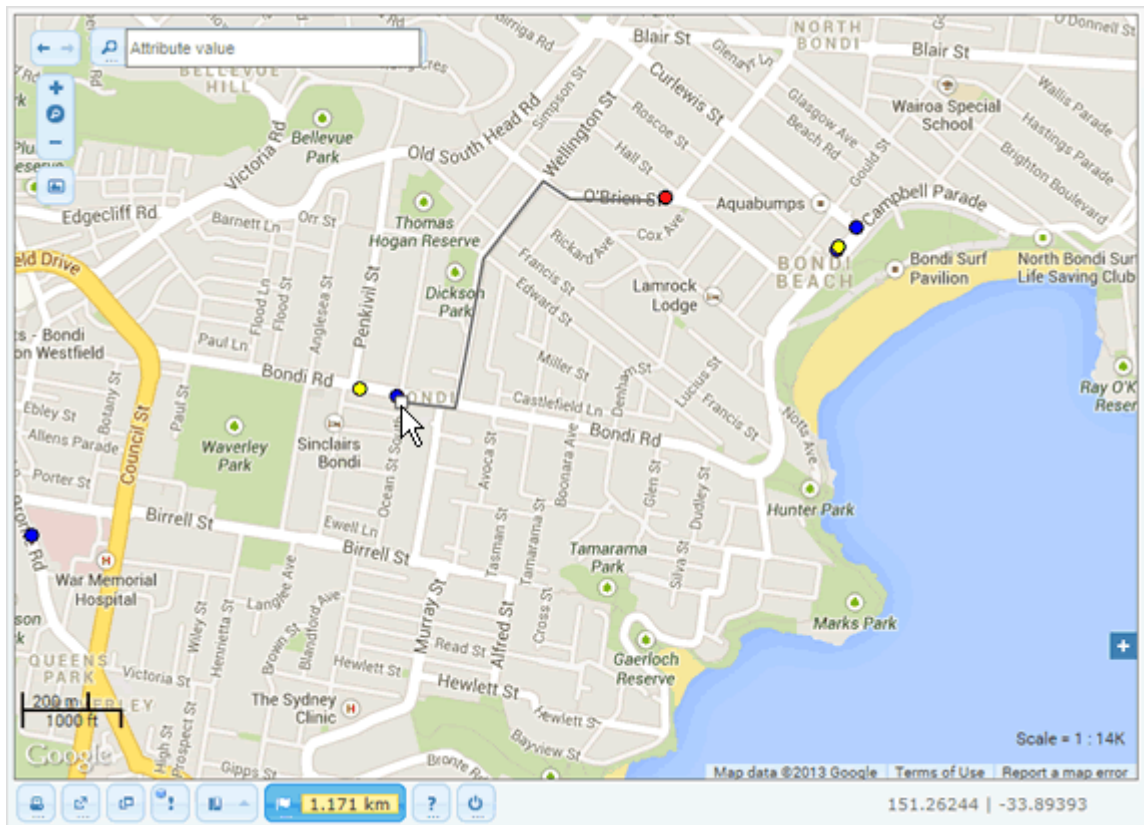 Attribute value
Birriga Rd
Blair St
NORTH
BONDI
Blair St
O'Donnell St
BELLEVUE
HILL
Curlewis St
Simpson St
Wellington St
Roscoe St
Hall St
Glasgow Ave
Beach Rd
Gould St
Wairoa Special
School
Wallis Parade
Hastings Parade
Brighton Boulevard
Bellevue
Park
Victoria Rd
Old South Head Rd
O'Brien St
Aquabumps
Campbell Parade
Edgecliff Rd
Barnett Ln
Orr St
Thomas
Hogan Reserve
Cox Ave
Rickard Ave
Francis St
Edward St
BONDI
BEACH
Bondi Surf
Pavilion
North Bondi Surf
Life Saving Club
Penkivil St
Dickson
Park
Lamrock
Lodge
Flood Ln
Flood St
Anglesea St
Paul Ln
Bondi Rd
Miller St
Denham St
Lucius St
Francis St
Castlefield Ln
Bondi Rd
Notts Ave
Botany St
Paul St
Ebley St
Allens Parade
Porter St
Council St
Waverley
Park
Sinclairs
Bondi
Ocean St South
Avoca St
Boonara Ave
Glen St
Dudley St
Hunter Park
Birrell St
Ewell Ln
Birrell St
Tasman St
Tamarama St
Tamarama
Park
Silva St
War Memorial
Hospital
Langlee Ave
Blandford Ave
Brown St
Wiley St
Henrietta St
Murray St
Alfred St
Cross St
Read St
Marks Park
Gaerloch
Reserve
QUEENS
PARK
Victoria St
Hewlett St
Hewlett St
Hewlett St
The Sydney
Clinic
200 m
1000 ft
High St
Prospect St
Gipps St
Bayview St
Bronte Rd
Scale = 1 : 14K
Google
Map data ©2013 Google
Terms of Use
Report a map error
1.171 km
?
151.26244 | -33.89393